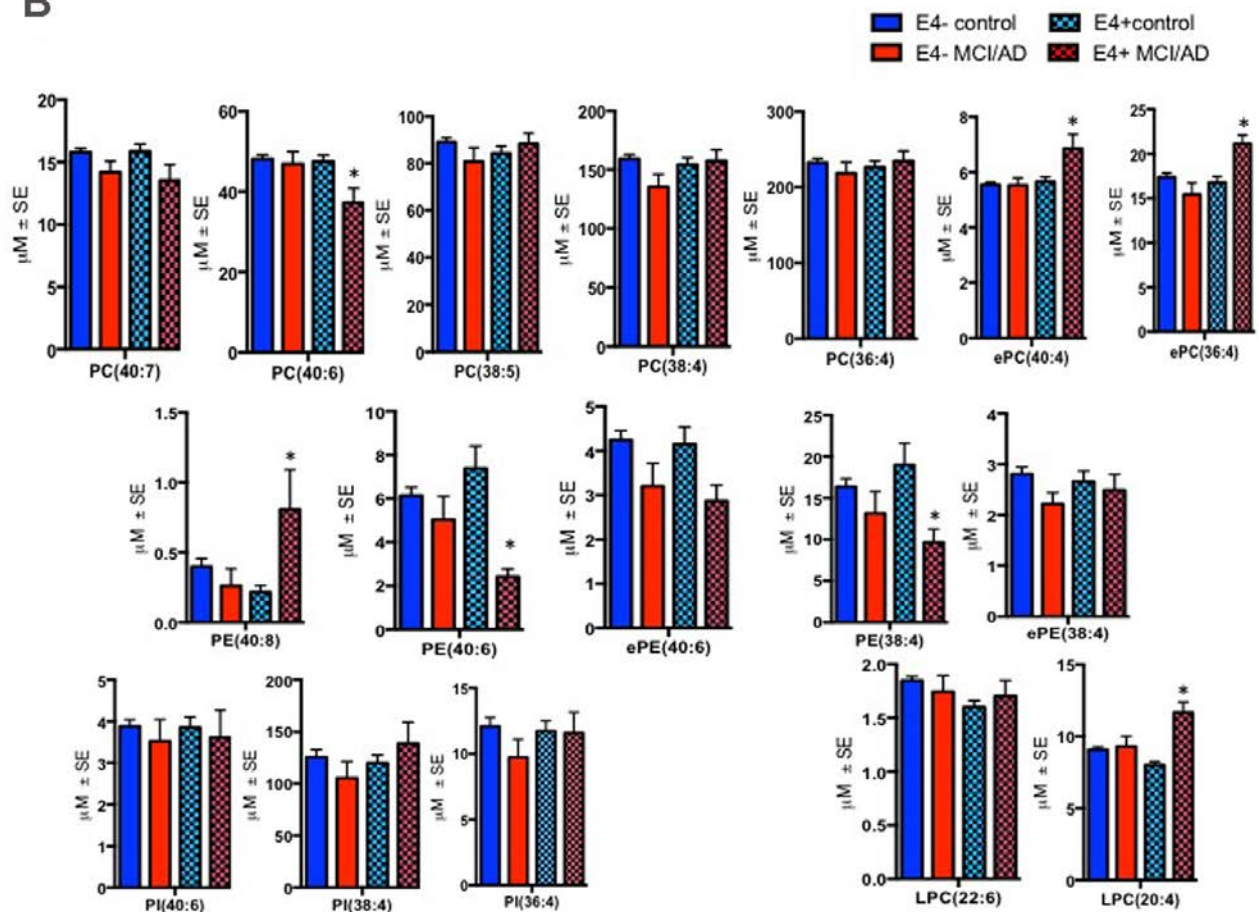 B
E4- control E4+control
E4- MCI/AD E4+ MCI/AD
20
15
10
5
0
μM ± SE
PC(40:7)
60
40
20
0
μM ± SE
PC(40:6)
*
100
80
60
40
20
0
μM ± SE
PC(38:5)
200
150
100
50
0
μM ± SE
PC(38:4)
300
200
100
0
μM ± SE
PC(36:4)
8
6
4
2
0
μM ± SE
ePC(40:4)
*
25
20
15
10
5
0
μM ± SE
ePC(36:4)
*
1.5
1.0
0.5
0.0
μM ± SE
PE(40:8)
*
10
8
6
4
2
0
μM ± SE
PE(40:6)
*
5
4
3
2
1
0
μM ± SE
ePE(40:6)
25
20
15
10
5
0
μM ± SE
PE(38:4)
*
4
3
2
1
0
μM ± SE
ePE(38:4)
5
4
3
2
1
0
μM ± SE
PI(40:6)
200
150
100
50
0
μM ± SE
PI(38:4)
15
10
5
0
μM ± SE
PI(36:4)
2.0
1.5
1.0
0.5
0.0
μM ± SE
LPC(22:6)
15
10
5
0
μM ± SE
LPC(20:4)
*